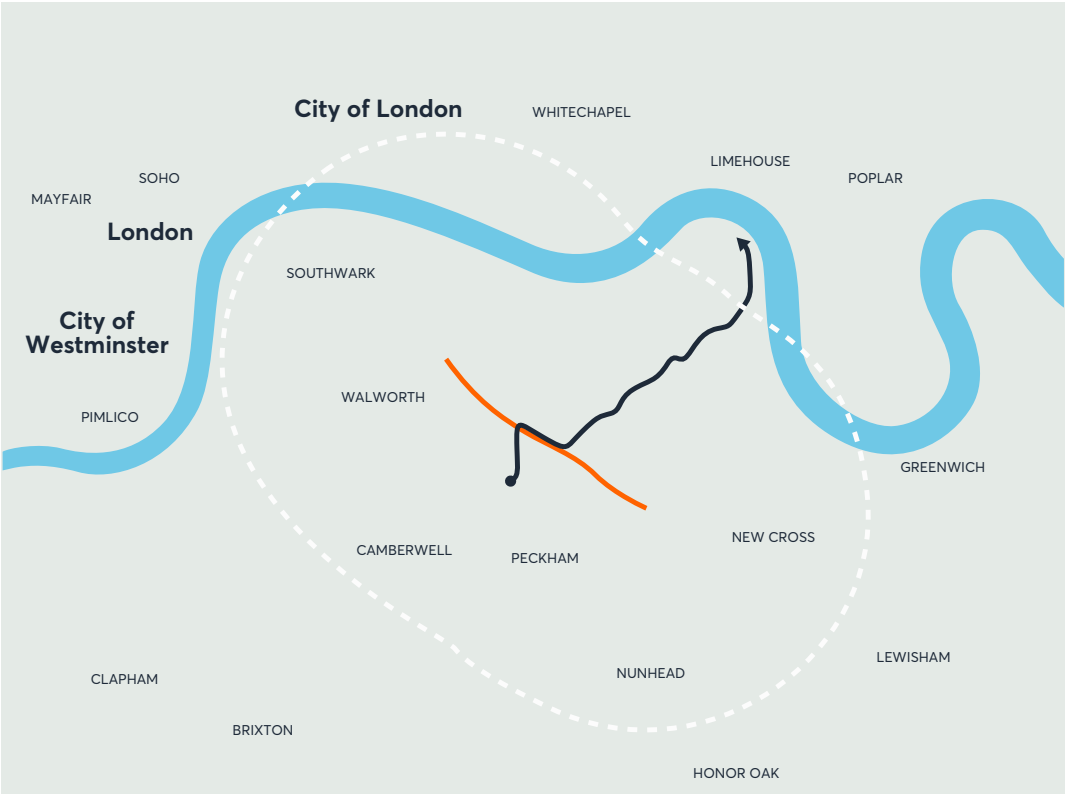 City of London
WHITECHAPEL
LIMEHOUSE
SOHO
POPLAR
MAYFAIR
London
SOUTHWARK
City of
Westminster
WALWORTH
PIMLICO
GREENWICH
NEW CROSS
CAMBERWELL
PECKHAM
LEWISHAM
NUNHEAD
CLAPHAM
BRIXTON
HONOR OAK